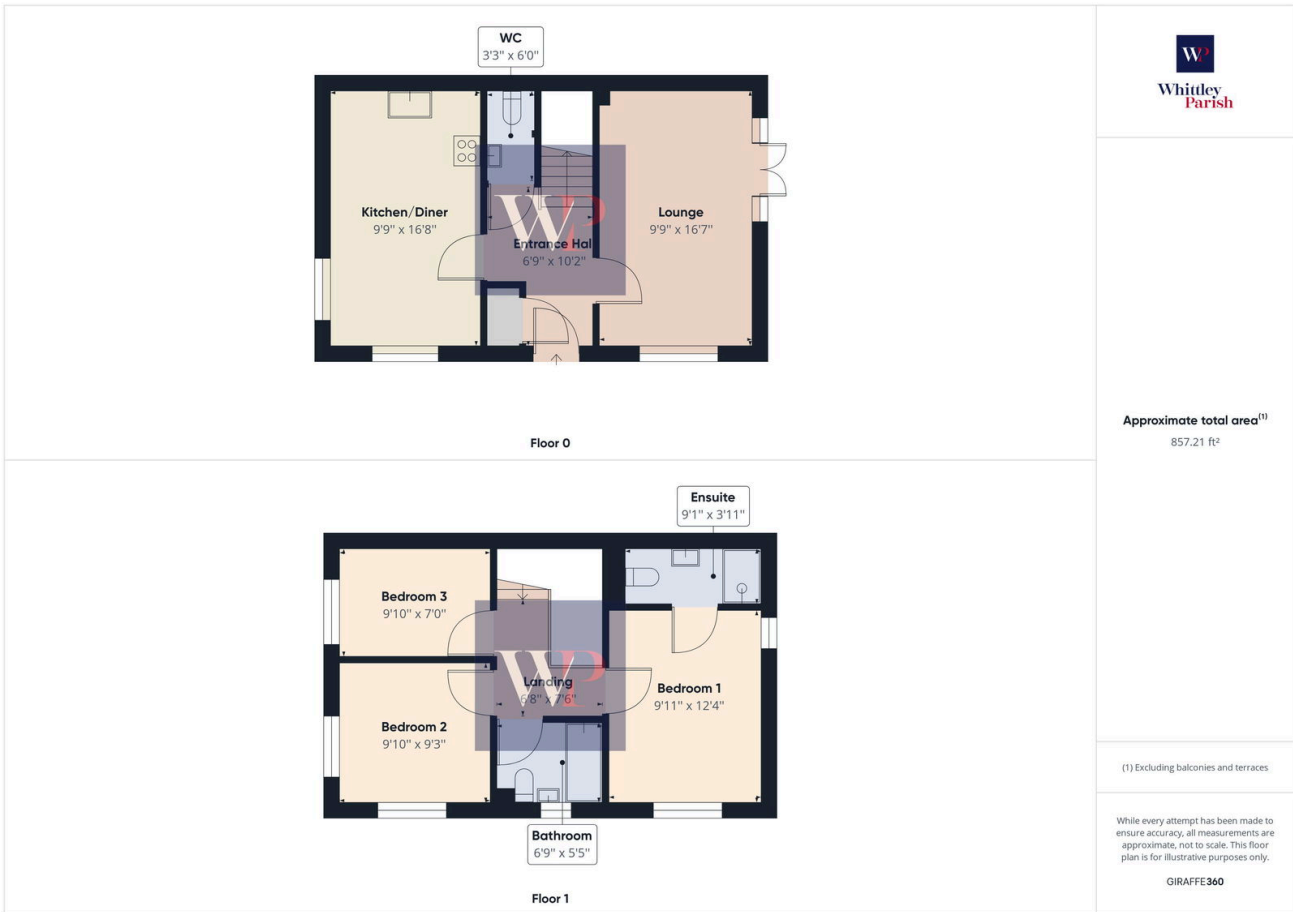 WC
3'3" x 6'0"
Kitchen/Diner
9'9" x 16'8"
WP
Entrance Hal
6'9" x 10'2"
Lounge
9'9" x 16'7"
Floor 0
Ensuite
9'1" x 3'11"
Bedroom 3
9'10" x 7'0"
WP
Landing
6'8" x 7'6"
Bedroom 1
9'11" x 12'4"
Bedroom 2
9'10" x 9'3"
Bathroom
6'9" x 5'5"
Floor 1
WP
Whittley
Parish
Approximate total area(1)
857.21 ft²
(1) Excluding balconies and terraces
While every attempt has been made to
ensure accuracy, all measurements are
approximate, not to scale. This floor
plan is for illustrative purposes only.
GIRAFFE360